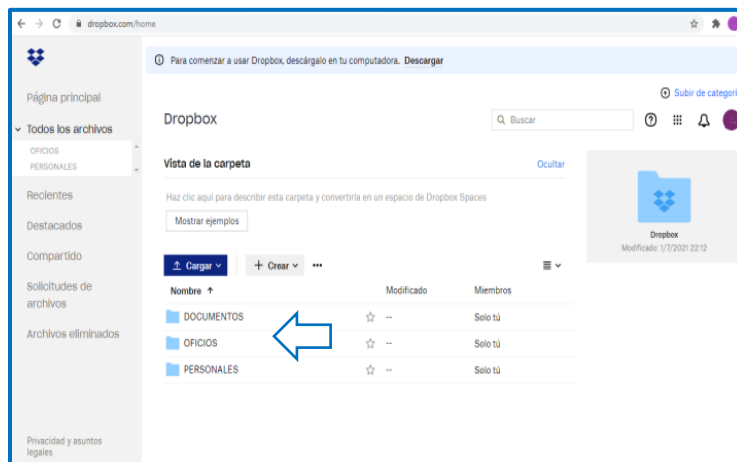 dropbox.com/home
Para comenzar a usar Dropbox, descárgalo en tu computadora. Descargar
Subir de categorí
Página principal
Todos los archivos
OFICIOS
PERSONALES
Recientes
Destacados
Compartido
Solicitudes de
archivos
Archivos eliminados
Privacidad y asuntos
legales
Dropbox
Buscar
Vista de la carpeta
Ocultar
Haz clic aquí para describir esta carpeta y convertirla en un espacio de Dropbox Spaces
Mostrar ejemplos
Cargar
Crear
Nombre Modificado Miembros
DOCUMENTOS -- Solo tú
OFICIOS -- Solo tú
PERSONALES -- Solo tú
Dropbox
Modificado: 1/7/2021 22:12